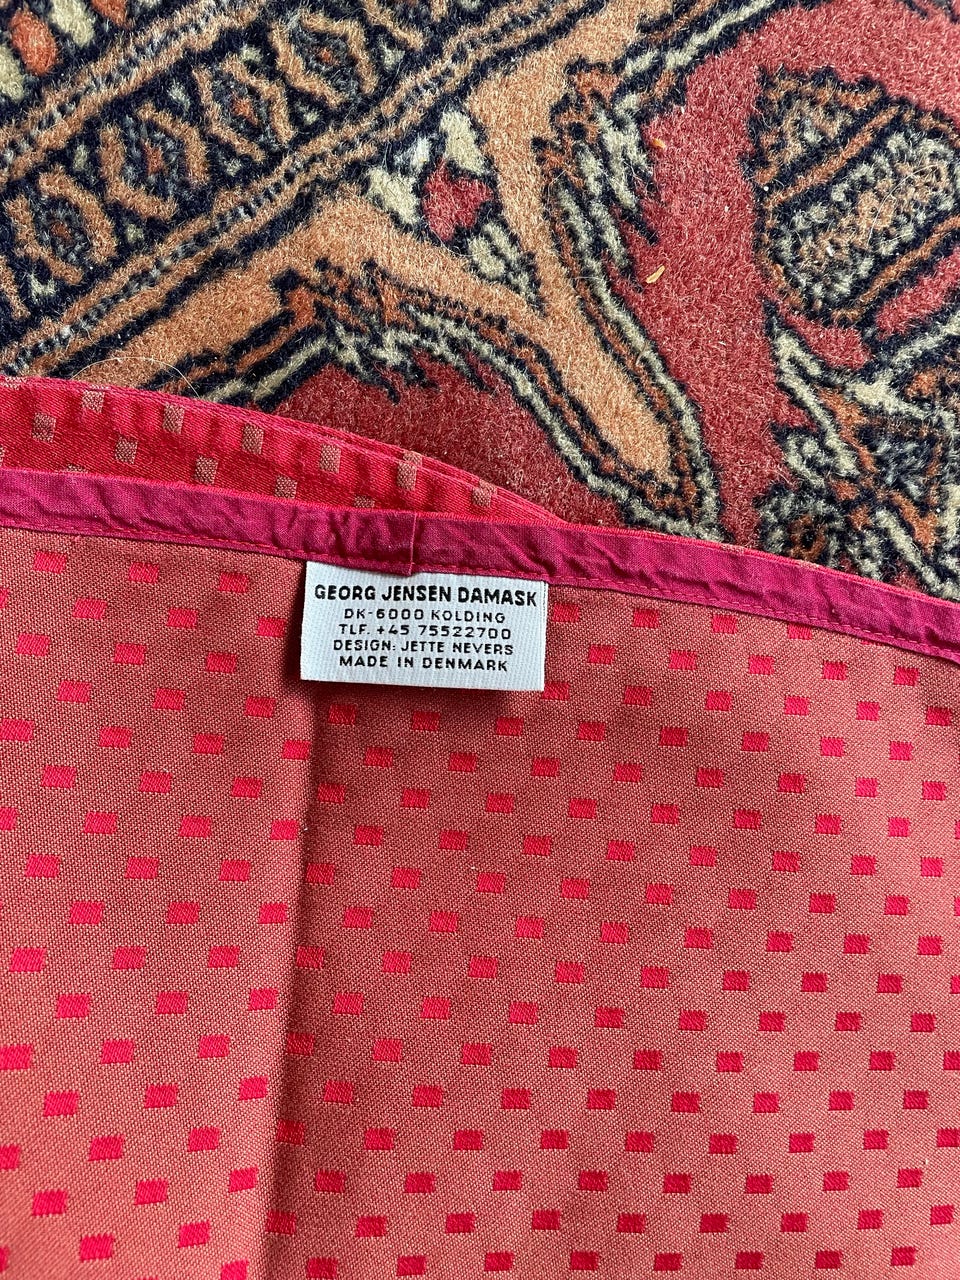 GEORG JENSEN DAMASK
DK-6000 KOLDING
TLF. +45 75522700
DESIGN: JETTE NEVERS
MADE IN DENMARK